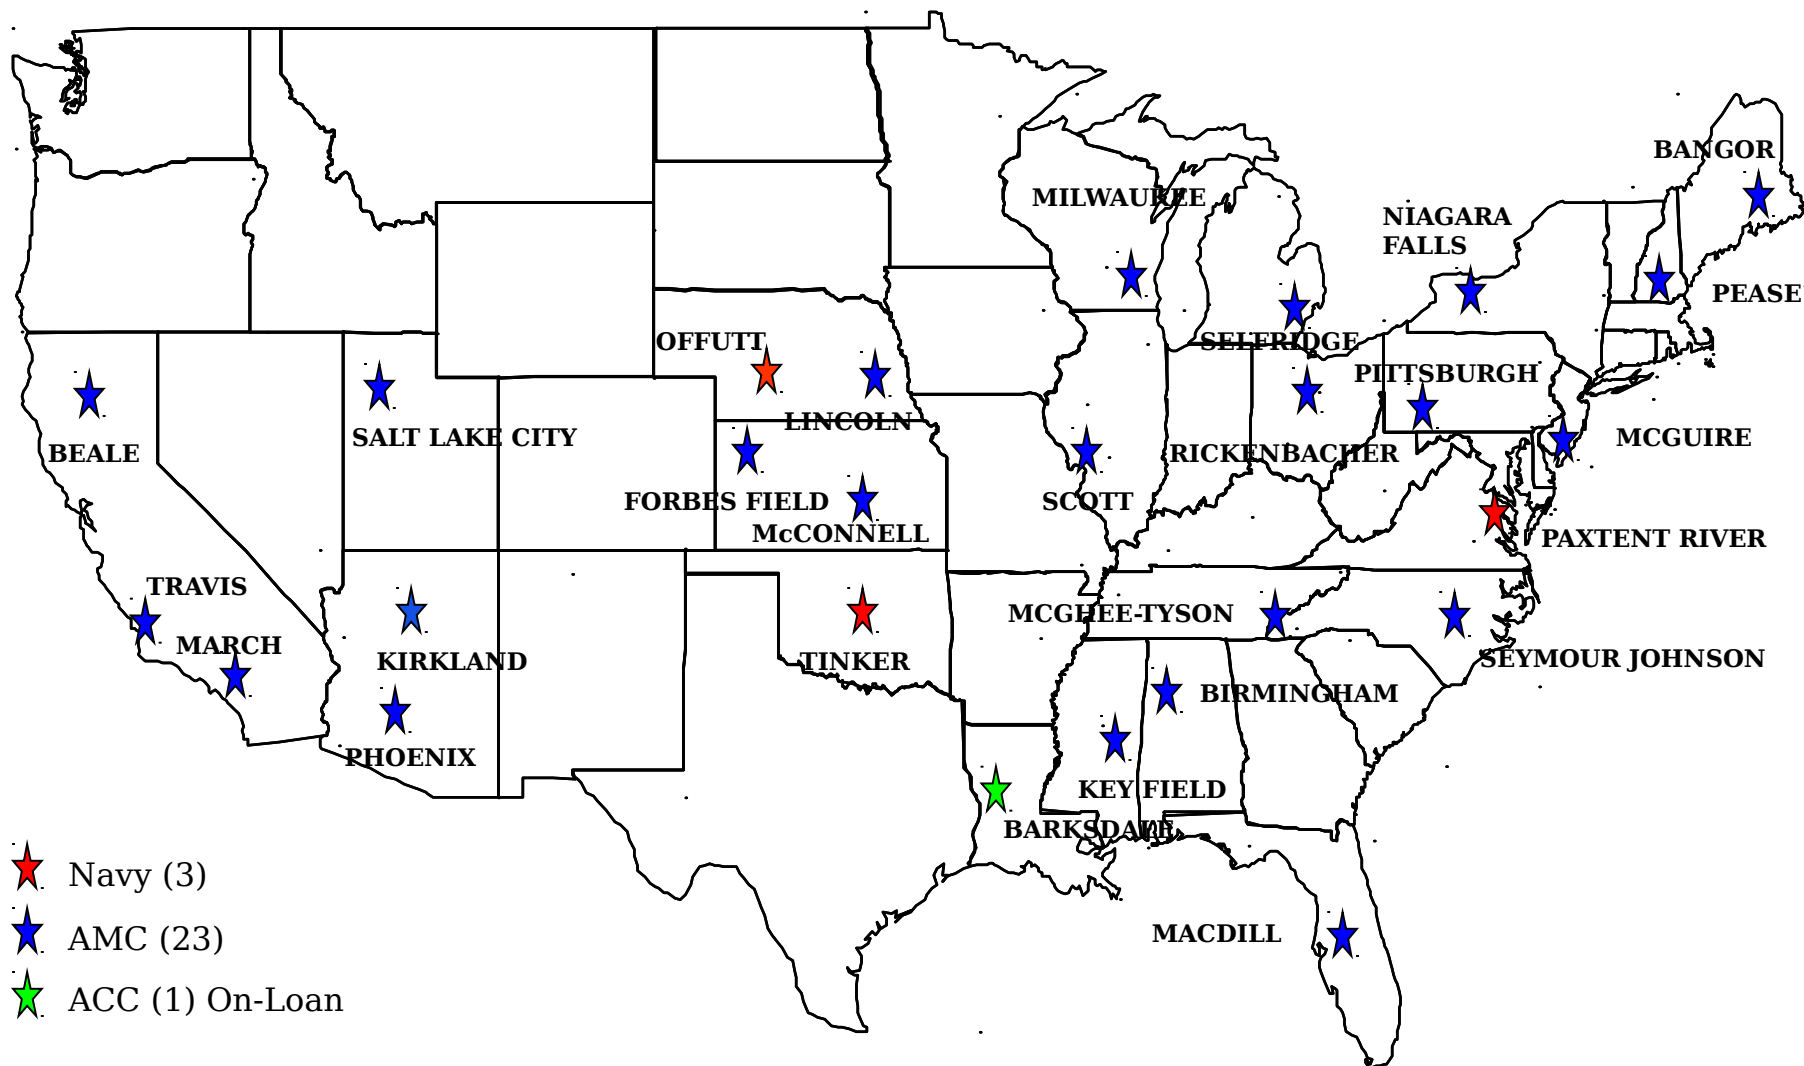 BANGOR
MILWAUKEE
NIAGARA
FALLS
PEASE
OFFUTT
SELFRIDGE
PITTSBURGH
LINCOLN
SALT LAKE CITY
MCGUIRE
BEALE
RICKENBACHER
FORBES FIELD
SCOTT
McCONNELL
PAXTENT RIVER
TRAVIS
MCGHEE-TYSON
MARCH
KIRKLAND
TINKER
SEYMOUR JOHNSON
BIRMINGHAM
PHOENIX
KEY FIELD
BARKSDALE
Navy (3)
MACDILL
AMC (23)
ACC (1) On-Loan